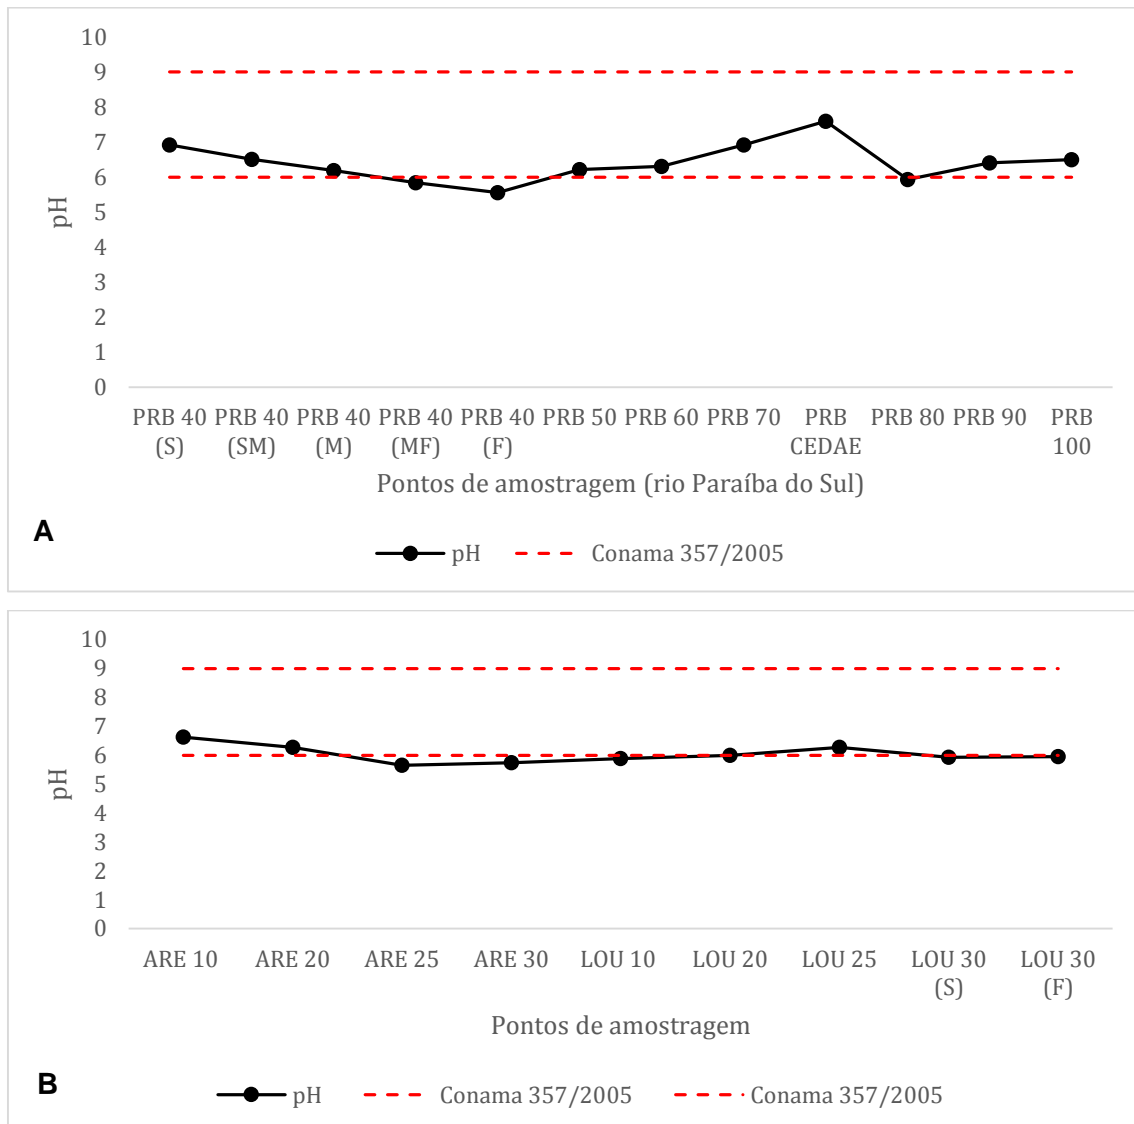 10
9
8
7
6
5
4
3
2
1
0
pH
PRB 40 PRB 40 PRB 40 PRB 40 PRB 40 PRB 50 PRB 60 PRB 70 PRB PRB 80 PRB 90 PRB
(S) (SM) (M) (MF) (F) CEDAE 100
Pontos de amostragem (rio Paraíba do Sul)
A
pH Conama 357/2005
10
9
8
7
6
5
4
3
2
1
0
pH
ARE 10 ARE 20 ARE 25 ARE 30 LOU 10 LOU 20 LOU 25 LOU 30 LOU 30
(S) (F)
Pontos de amostragem
B
pH Conama 357/2005 Conama 357/2005